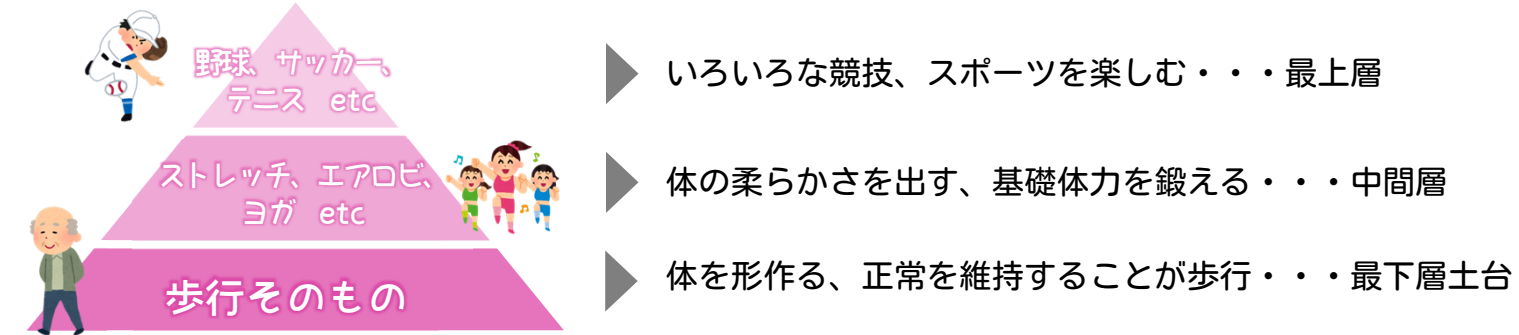 野球、サッカー、
テニス etc
いろいろな競技、スポーツを楽しむ・・・最上層
ストレッチ、エアロビ、
ヨガ etc
体の柔らかさを出す、基礎体力を鍛える・・・中間層
歩行そのもの
体を形作る、正常を維持することが歩行・・・最下層土台